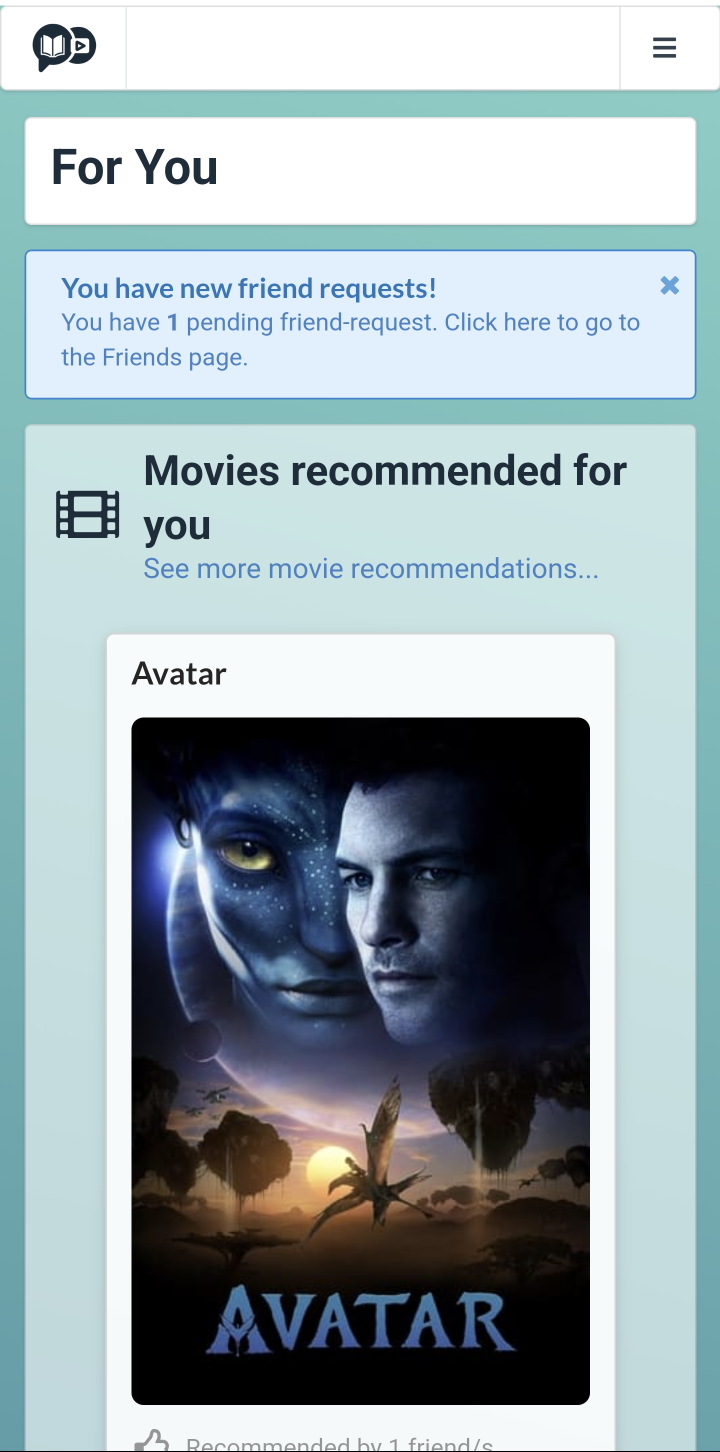 For You
You have new friend requests!
You have 1 pending friend-request. Click here to go to
the Friends page.
Movies recommended for
you
See more movie recommendations...
Avatar
AVATAR
Recommended by 1 friend/s